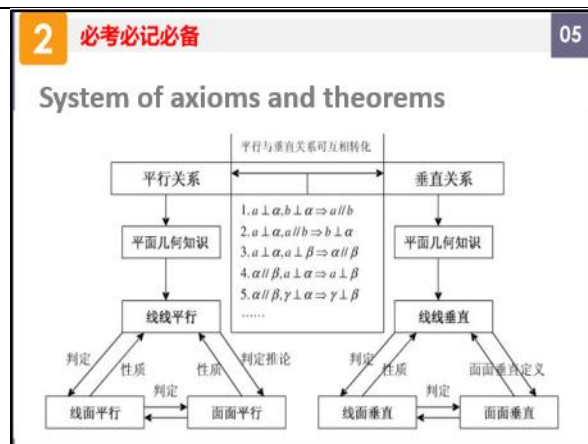 2
必考必记必备
05
System of axioms and theorems
平行与垂直关系可互相转化
平行关系
垂直关系
1.a⊥α,b⊥α⇒a//b
2.a⊥α,a//b⇒b⊥α
3.a⊥α,a⊥β⇒α//β
4.α//β,a⊥α⇒a⊥β
5.α//β,γ⊥α⇒γ⊥β
……
平面几何知识
平面几何知识
线线平行
线线垂直
判定
性质
性质
判定推论
判定
判定
性质
面面垂直定义
判定
线面平行
面面平行
线面垂直
面面垂直